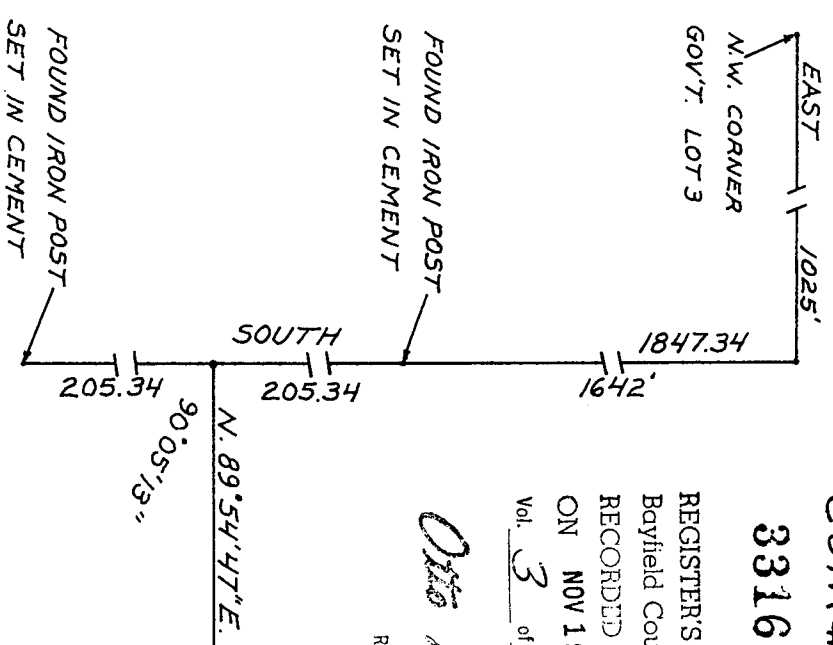 EAST
1025'
N.W. CORNER
GOV'T. LOT 3
FOUND IRON POST
SET IN CEMENT
FOUND IRON POST
SET IN CEMENT
SOUTH
1847.34
205.34
205.34
1642'
N. 89°54'47"E.
90°05'13"
3316
REGISTER'S
Bayfield
RECORDED
ON NOV 1
Vol. 3 of
Otto